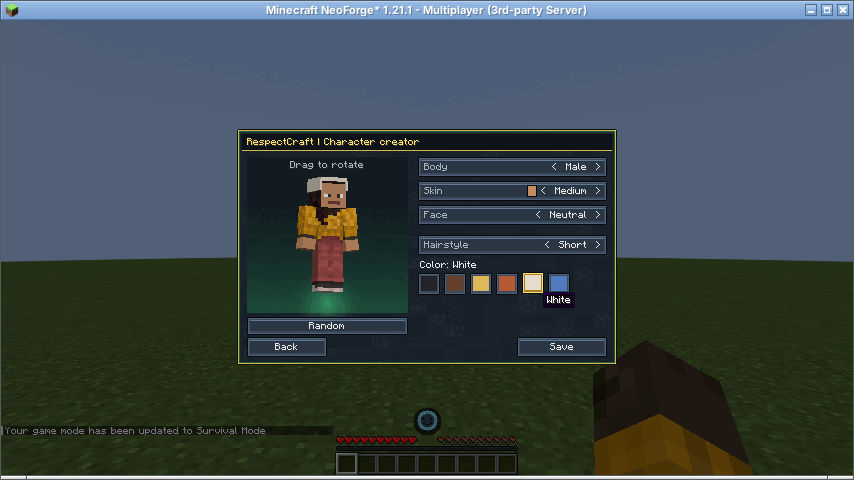 Minecraft NeoForge* 1.21.1 - Multiplayer (3rd-party Server)
RespectCraft | Character creator
Drag to rotate
Body < Male >
Skin < Medium >
Face < Neutral >
Hairstyle < Short >
Color: White
White
Random
Back
Save
Your game mode has been updated to Survival Mode